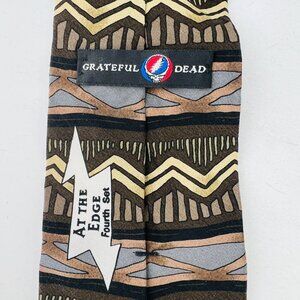 GRATEFUL DEAD
AT THE
EDGE
Fourth Set